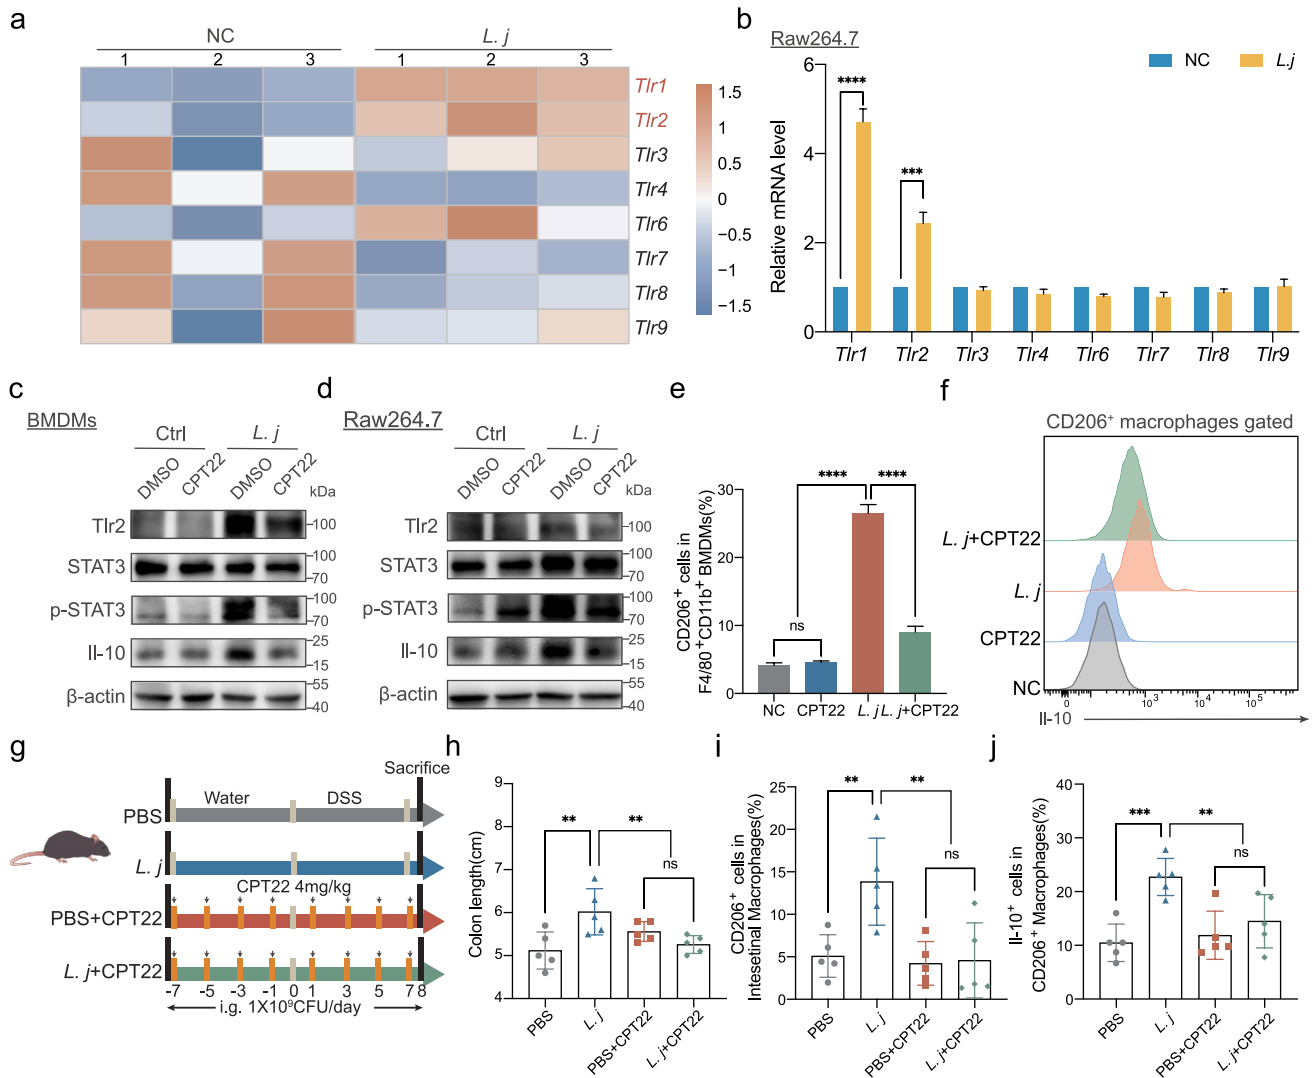 a
NC
L. j
1 2 3 1 2 3
Tlr1
Tlr2
Tlr3
Tlr4
Tlr6
Tlr7
Tlr8
Tlr9
1.5
1
0.5
0
−0.5
−1
−1.5
b
Raw264.7
NC
L.j
Relative mRNA level
6
4
2
0
****
***
Tlr1 Tlr2 Tlr3 Tlr4 Tlr6 Tlr7 Tlr8 Tlr9
c
BMDMs
Ctrl
L. j
DMSO CPT22 DMSO CPT22
kDa
Tlr2
100
STAT3
100
70
p-STAT3
100
70
Il-10
25
15
β-actin
55
40
d
Raw264.7
Ctrl
L. j
DMSO CPT22 DMSO CPT22
kDa
Tlr2
100
STAT3
100
70
p-STAT3
100
70
Il-10
25
15
β-actin
55
40
e
CD206⁺ cells in
F4/80⁺CD11b⁺ BMDMs(%)
30
20
10
0
****
****
ns
NC CPT22 L. j L. j+CPT22
f
CD206⁺ macrophages gated
L. j+CPT22
L. j
CPT22
NC
0 10³ 10⁴ 10⁵
Il-10
g
Sacrifice
Water
DSS
PBS
L. j
CPT22 4mg/kg
PBS+CPT22
L. j+CPT22
-7 -5 -3 -1 0 1 3 5 7 8
i.g. 1X10⁹CFU/day
h
Colon length(cm)
9
8
7
6
5
4
**
**
ns
PBS
L. j
PBS+CPT22
L. j+CPT22
i
CD206⁺ cells in
Intesetinal Macrophages(%)
25
20
15
10
5
0
**
**
ns
PBS
L. j
PBS+CPT22
L. j+CPT22
j
Il-10⁺ cells in
CD206⁺ Macrophages(%)
40
30
20
10
0
***
**
ns
PBS
L. j
PBS+CPT22
L. j+CPT22